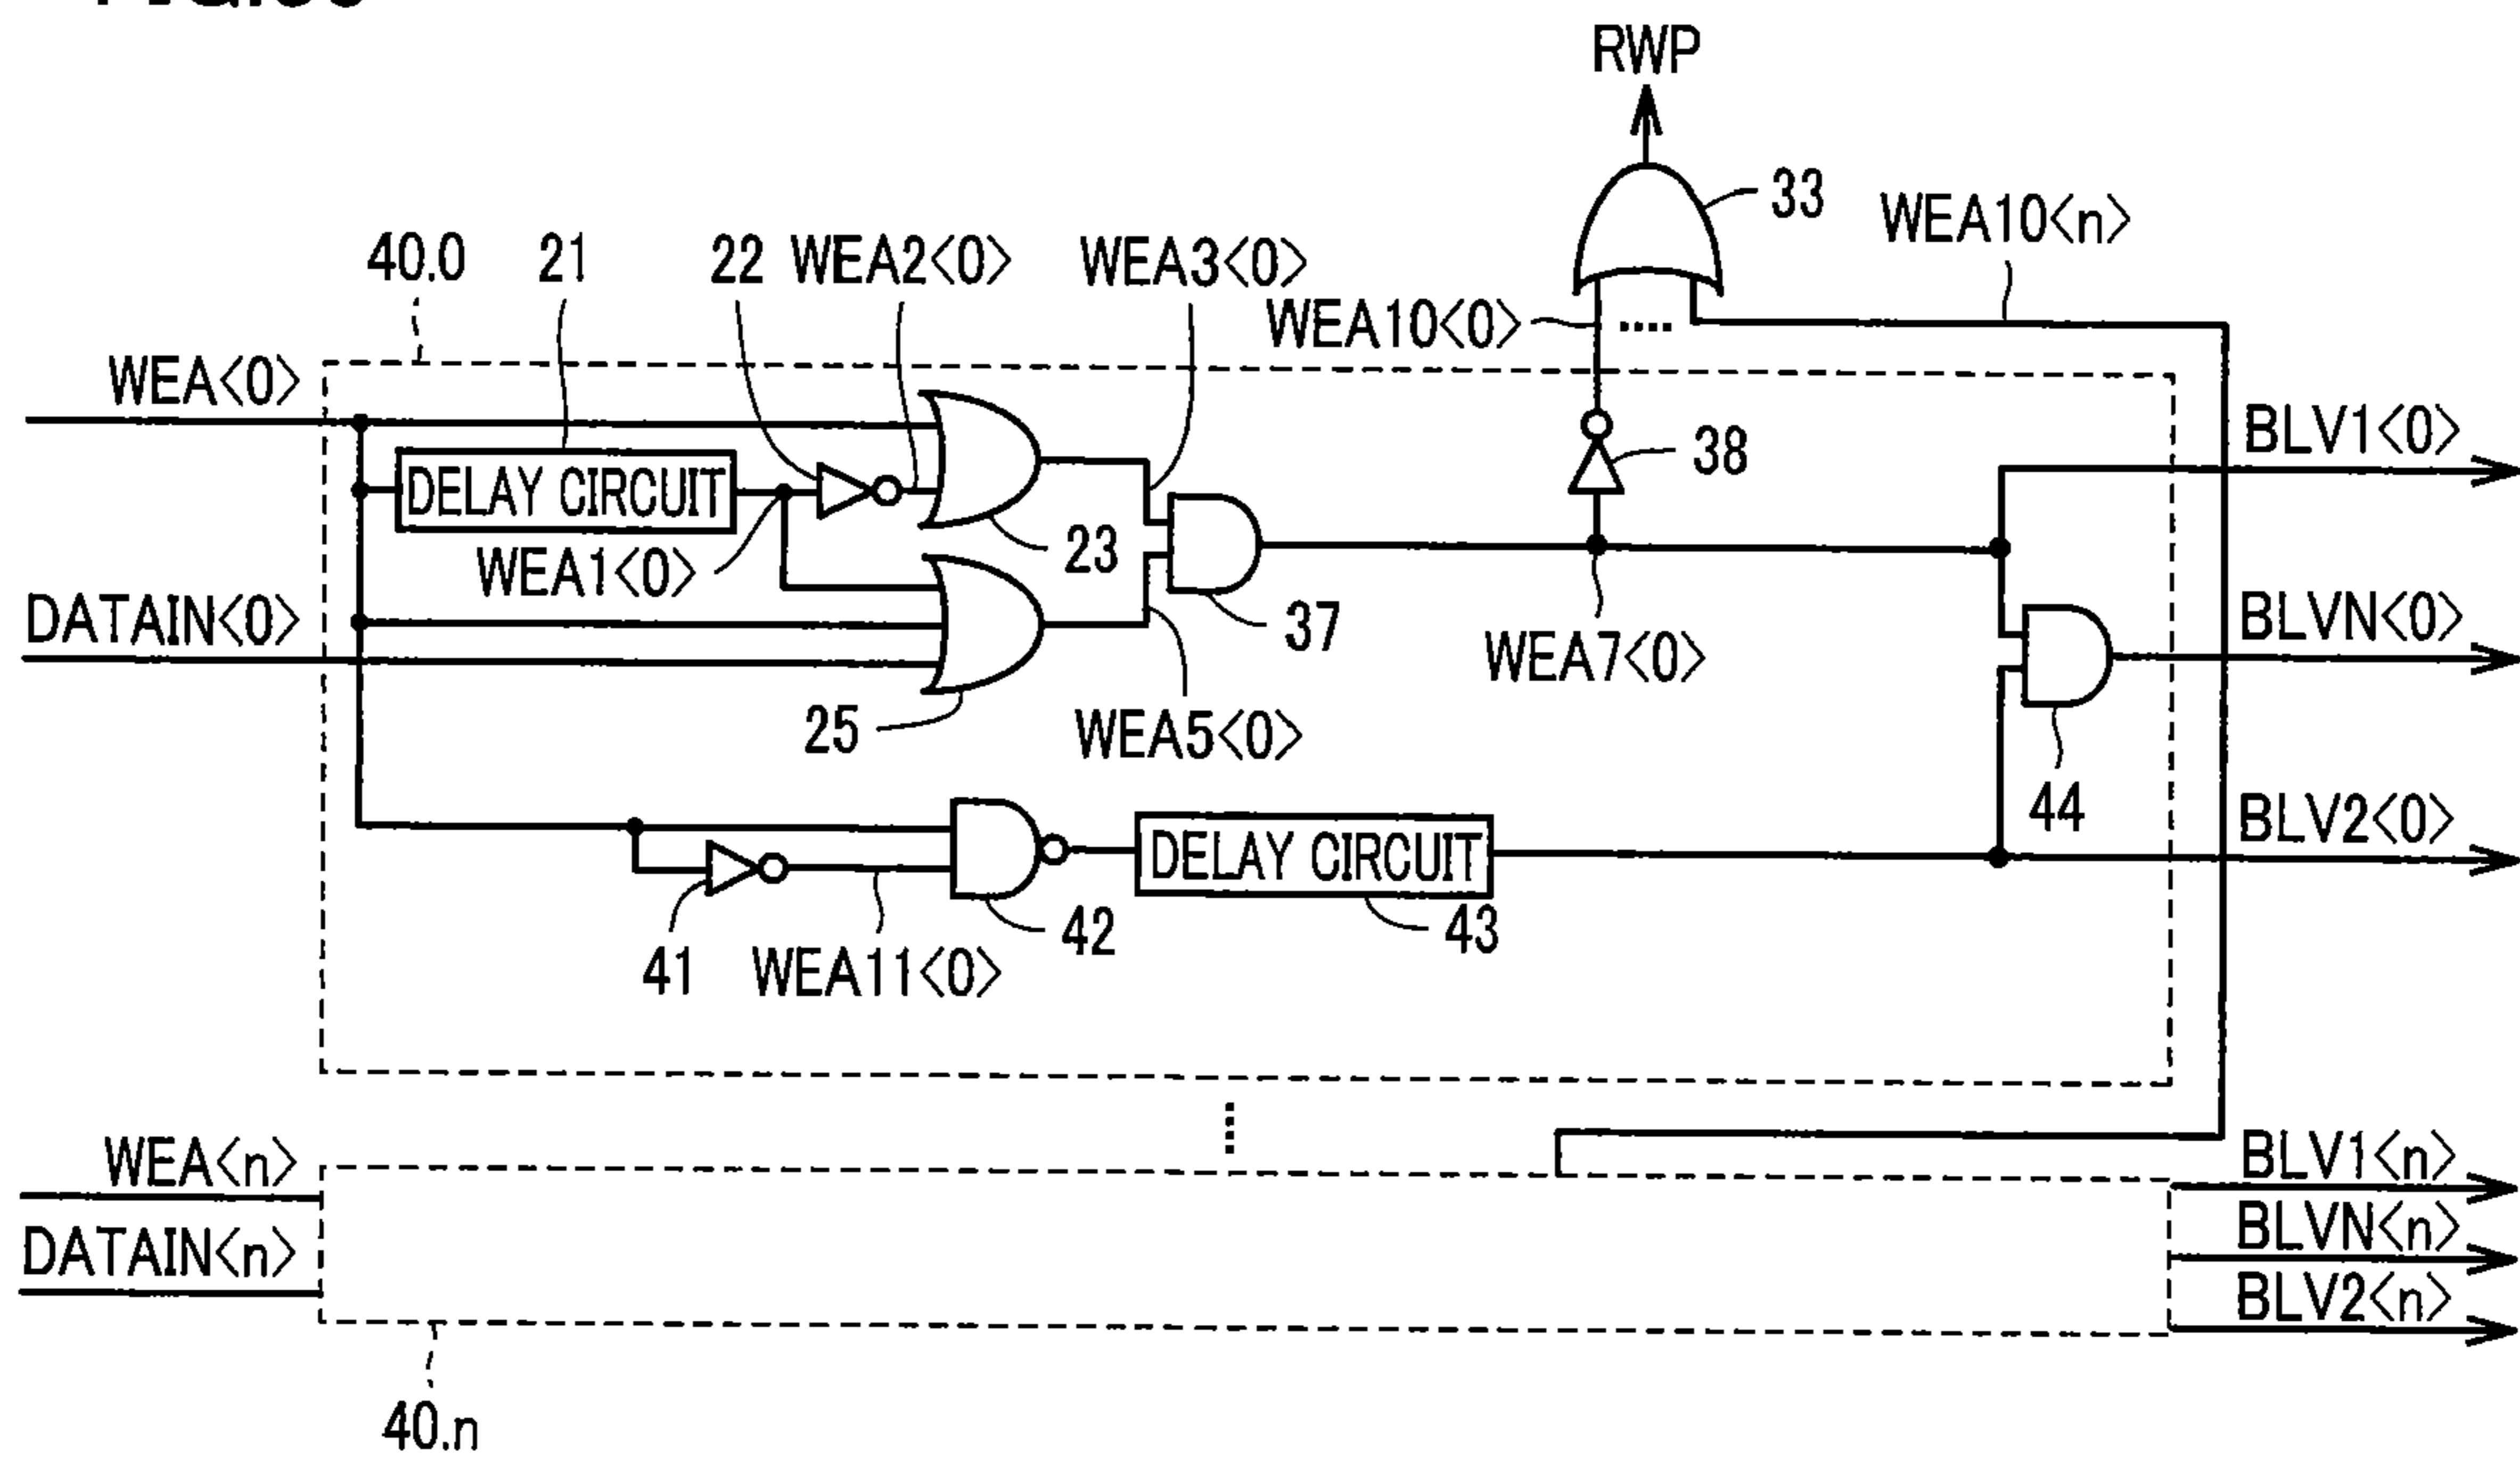 RWP
33
WEA10<n>
40.0
21
22
WEA2<0>
WEA3<0>
WEA10<0>
WEA<0>
BLV1<0>
38
DELAY CIRCUIT
23
WEA1<0>
DATAIN<0>
37
WEA7<0>
BLVN<0>
25
WEA5<0>
44
BLV2<0>
DELAY CIRCUIT
41
WEA11<0>
42
43
WEA<n>
BLV1<n>
DATAIN<n>
BLVN<n>
BLV2<n>
40.n